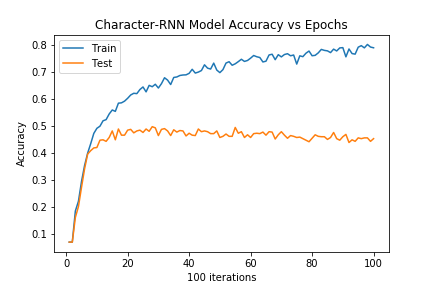 Character-RNN Model Accuracy vs Epochs
Train
Test
Accuracy
0.8
0.7
0.6
0.5
0.4
0.3
0.2
0.1
0 20 40 60 80 100
100 iterations